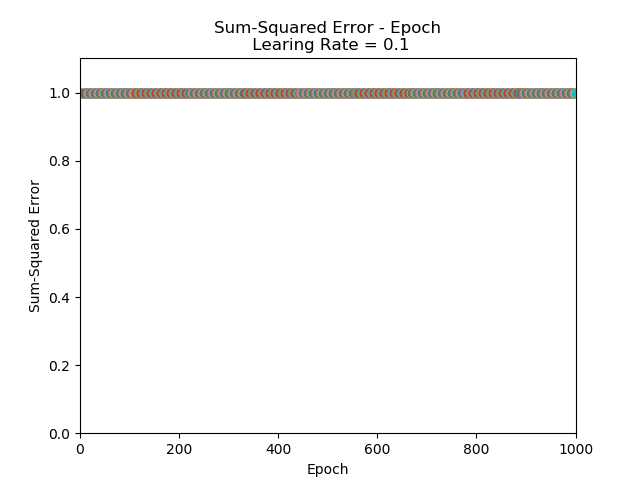 Sum-Squared Error - Epoch
Learing Rate = 0.1
1.0
0.8
0.6
0.4
0.2
0.0
Sum-Squared Error
0 200 400 600 800 1000
Epoch